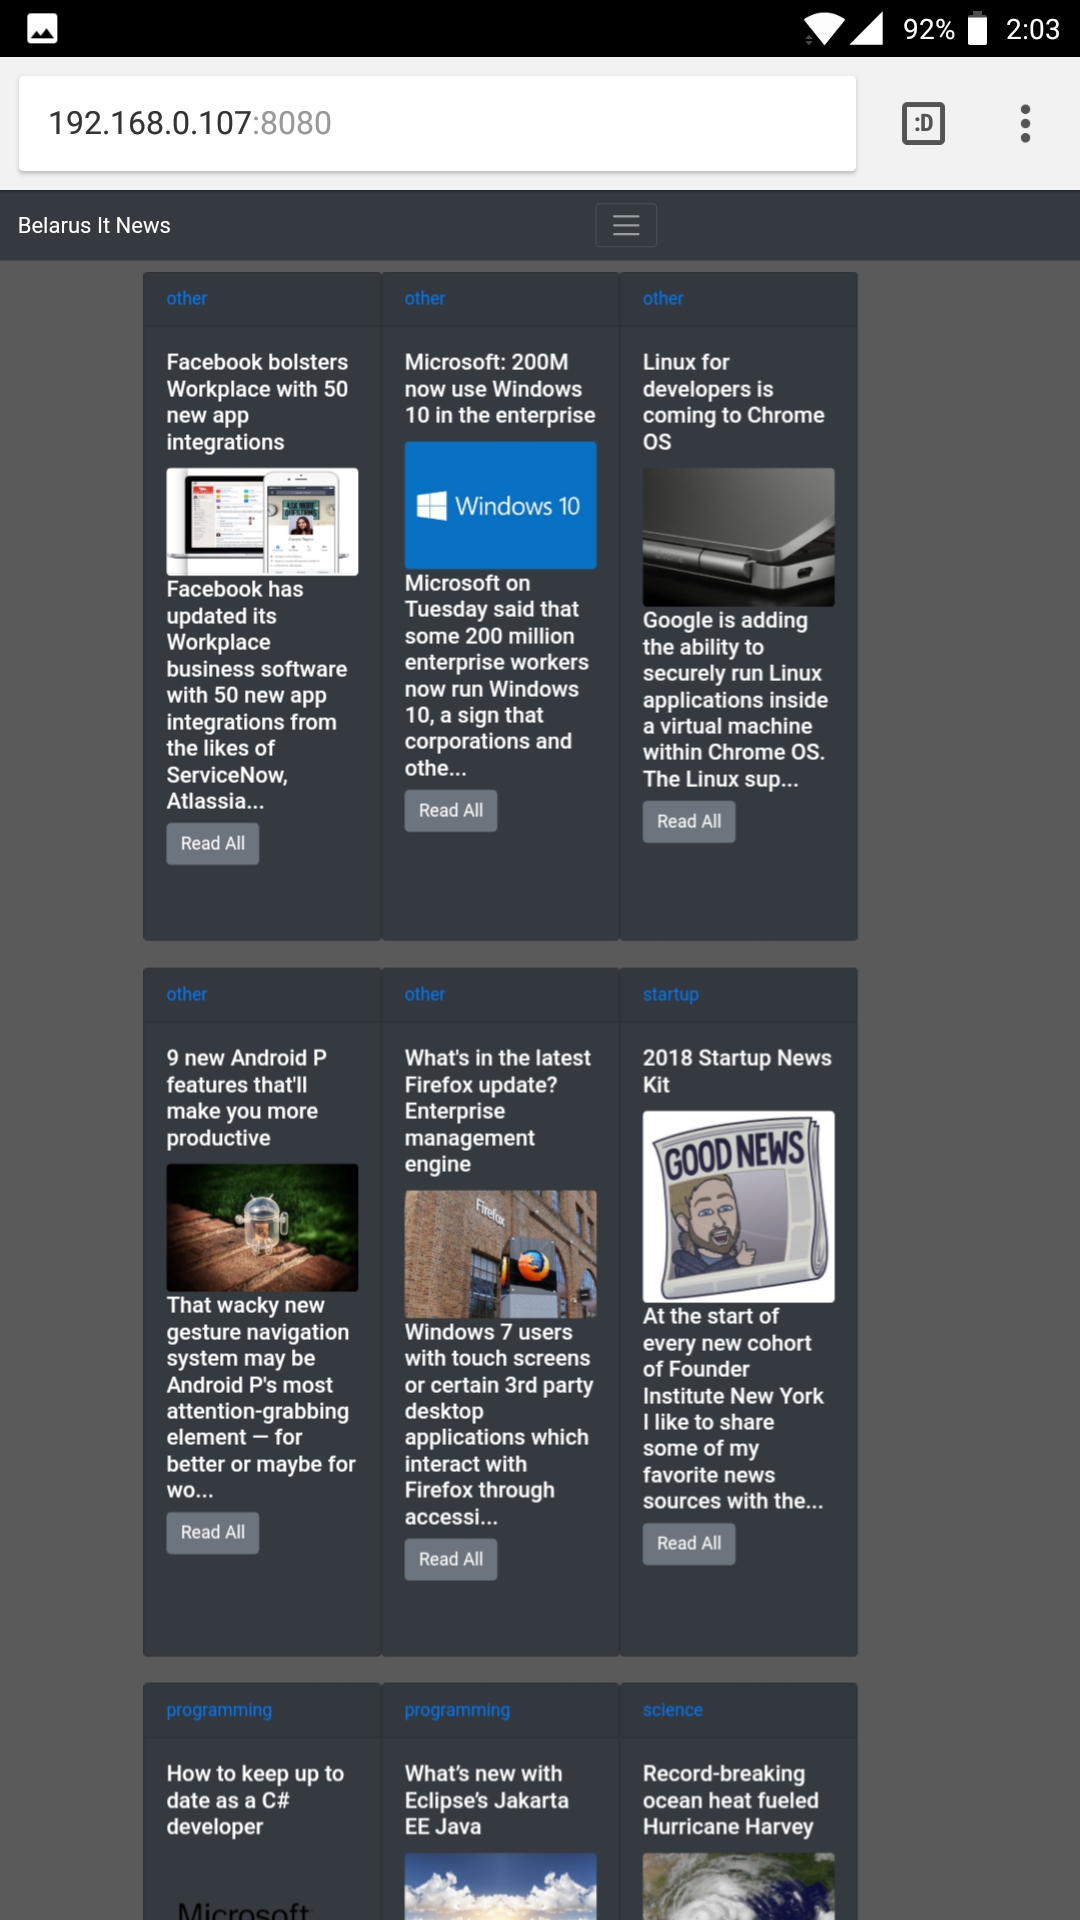 92% 2:03
192.168.0.107:8080
:D
Belarus It News
other
Facebook bolsters
Workplace with 50
new app
integrations
Facebook has
updated its
Workplace
business software
with 50 new app
integrations from
the likes of
ServiceNow,
Atlassia...
Read All
other
Microsoft: 200M
now use Windows
10 in the enterprise
Windows 10
Microsoft on
Tuesday said that
some 200 million
enterprise workers
now run Windows
10, a sign that
corporations and
othe...
Read All
other
Linux for
developers is
coming to Chrome
OS
Google is adding
the ability to
securely run Linux
applications inside
a virtual machine
within Chrome OS.
The Linux sup...
Read All
other
9 new Android P
features that'll
make you more
productive
That wacky new
gesture navigation
system may be
Android P's most
attention-grabbing
element — for
better or maybe for
wo...
Read All
other
What's in the latest
Firefox update?
Enterprise
management
engine
Firefox
Windows 7 users
with touch screens
or certain 3rd party
desktop
applications which
interact with
Firefox through
accessi...
Read All
startup
2018 Startup News
Kit
GOOD NEWS
At the start of
every new cohort
of Founder
Institute New York
I like to share
some of my
favorite news
sources with the...
Read All
programming
How to keep up to
date as a C#
developer
Microsoft
programming
What’s new with
Eclipse’s Jakarta
EE Java
science
Record-breaking
ocean heat fueled
Hurricane Harvey